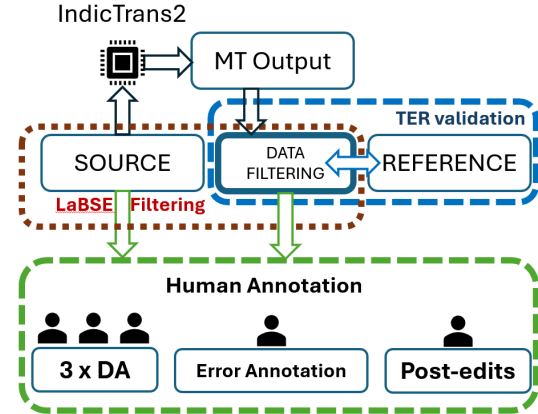 IndicTrans2
MT Output
TER validation
SOURCE
DATA
FILTERING
REFERENCE
LaBSE Filtering
Human Annotation
3 x DA
Error Annotation
Post-edits